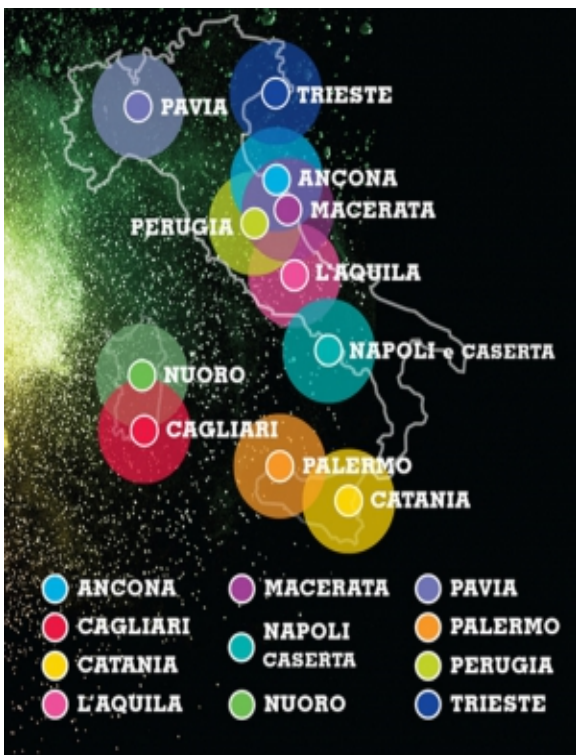 PAVIA
TRIESTE
ANCONA
MACERATA
PERUGIA
L'AQUILA
NAPOLI e CASERTA
NUORO
CAGLIARI
PALERMO
CATANIA
ANCONA
CAGLIARI
CATANIA
L'AQUILA
MACERATA
NAPOLI
CASERTA
NUORO
PAVIA
PALERMO
PERUGIA
TRIESTE